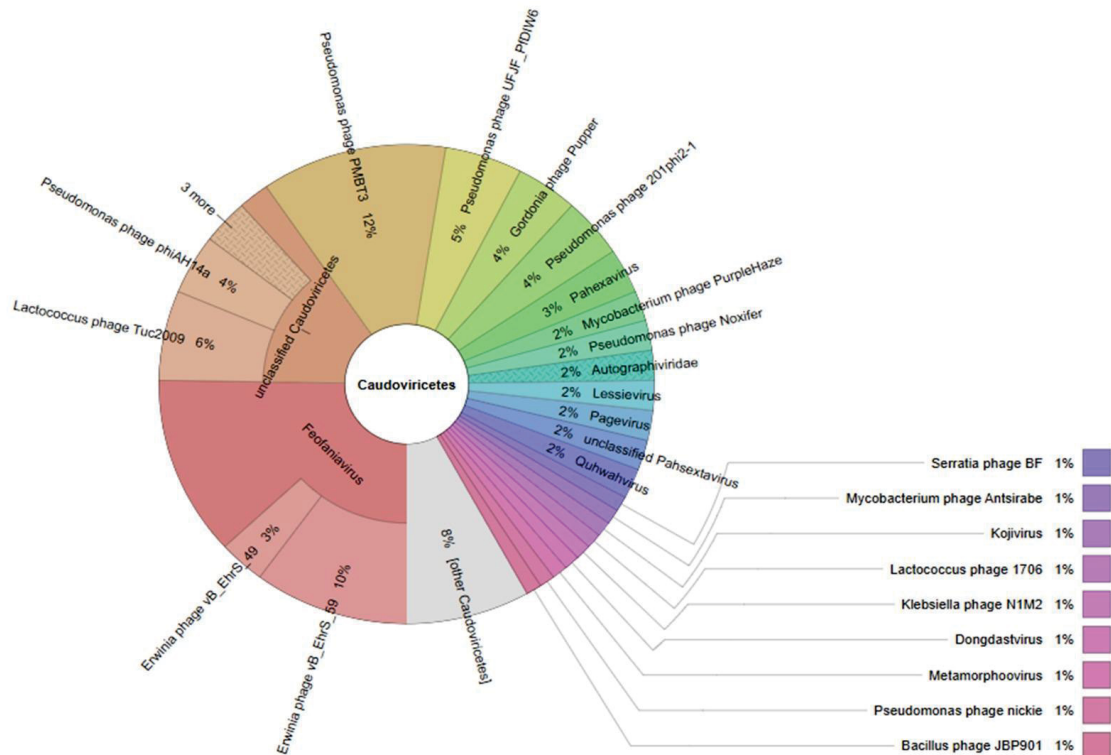 Caudoviricetes
Feofaniavirus
Erwinia phage vB_EhrS_59 10%
Erwinia phage vB_EhrS_49 3%
unclassified Caudoviricetes
Lactococcus phage Tuc2009 6%
Pseudomonas phage phiAH14a 4%
3 more
Pseudomonas phage PMBT3 12%
5% Pseudomonas phage UFJF_PfDIW6
4% Gordonia phage Pupper
4% Pseudomonas phage 201phi2-1
3% Pahexavirus
2% Mycobacterium phage PurpleHaze
2% Pseudomonas phage Noxifer
2% Autographiviridae
2% Lessievirus
2% Pagevirus
2% unclassified Pahsextavirus
2% Quhwahvirus
Serratia phage BF 1%
Mycobacterium phage Antsirabe 1%
Kojivirus 1%
Lactococcus phage 1706 1%
Klebsiella phage N1M2 1%
Dongdastvirus 1%
Metamorphoovirus 1%
Pseudomonas phage nickie 1%
Bacillus phage JBP901 1%
8% [other Caudoviricetes]